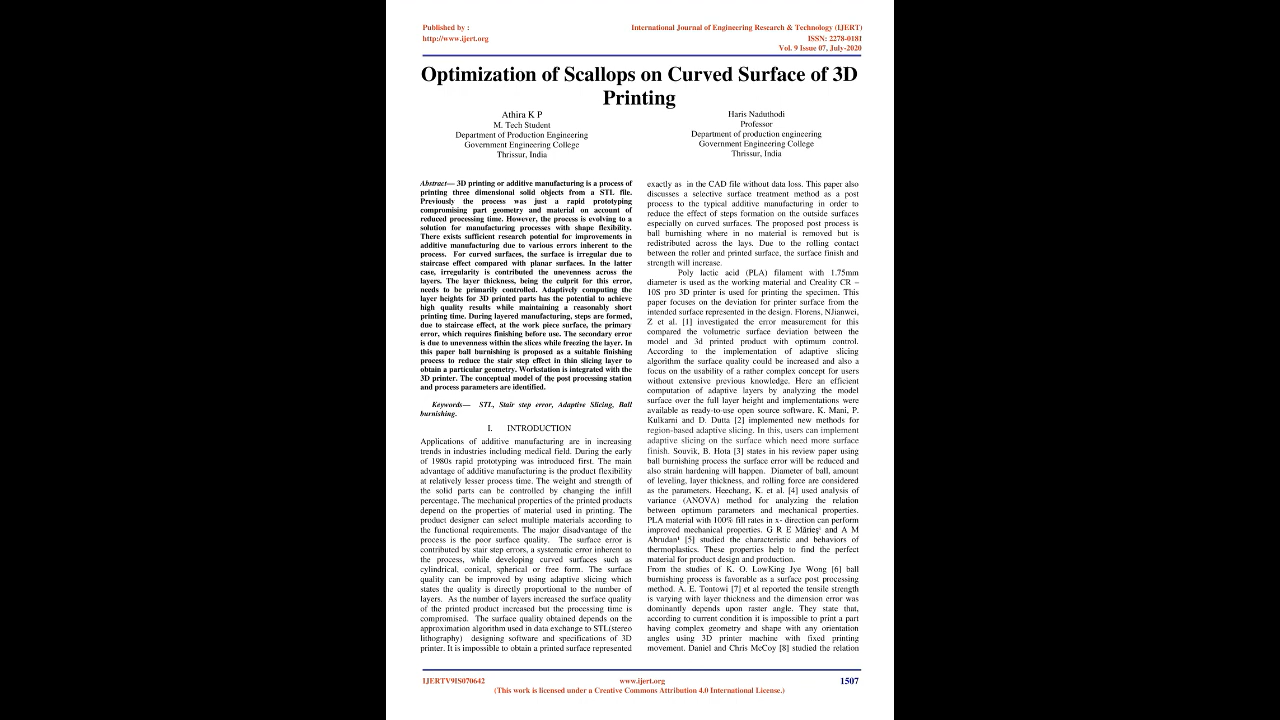 Published by :
http://www.ijert.org
International Journal of Engineering Research & Technology (IJERT)
ISSN: 2278-0181
Vol. 9 Issue 07, July-2020
Optimization of Scallops on Curved Surface of 3D
Printing
Athira K P
M. Tech Student
Department of Production Engineering
Government Engineering College
Thrissur, India
Haris Naduthodi
Professor
Department of production engineering
Government Engineering College
Thrissur, India
Abstract— 3D printing or additive manufacturing is a process of
printing three dimensional solid objects from a STL file.
Previously the process was just a rapid prototyping
compromising part geometry and material on account of
reduced processing time. However, the process is evolving to a
solution for manufacturing processes with shape flexibility.
There exists sufficient research potential for improvements in
additive manufacturing due to various errors inherent to the
process. For curved surfaces, the surface is irregular due to
staircase effect compared with planar surfaces. In the latter
case, irregularity is contributed the unevenness across the
layers. The layer thickness, being the culprit for this error,
needs to be primarily controlled. Adaptively computing the
layer heights for 3D printed parts has the potential to achieve
high quality results while maintaining a reasonably short
printing time. During layered manufacturing, steps are formed,
due to staircase effect, at the work piece surface, the primary
error, which requires finishing before use. The secondary error
is due to unevenness within the slices while freezing the layer. In
this paper ball burnishing is proposed as a suitable finishing
process to reduce the stair step effect in thin slicing layer to
obtain a particular geometry. Workstation is integrated with the
3D printer. The conceptual model of the post processing station
and process parameters are identified.
Keywords— STL, Stair step error, Adaptive Slicing, Ball
burnishing.
I. INTRODUCTION
Applications of additive manufacturing are in increasing
trends in industries including medical field. During the early
of 1980s rapid prototyping was introduced first. The main
advantage of additive manufacturing is the product flexibility
at relatively lesser process time. The weight and strength of
the solid parts can be controlled by changing the infill
percentage. The mechanical properties of the printed products
depend on the properties of material used in printing. The
product designer can select multiple materials according to
the functional requirements. The major disadvantage of the
process is the poor surface quality. The surface error is
contributed by stair step errors, a systematic error inherent to
the process, while developing curved surfaces such as
cylindrical, conical, spherical or free form. The surface
quality can be improved by using adaptive slicing which
states the quality is directly proportional to the number of
layers. As the number of layers increased the surface quality
of the printed product increased but the processing time is
compromised. The surface quality obtained depends on the
approximation algorithm used in data exchange to STL(stereo
lithography) designing software and specifications of 3D
printer. It is impossible to obtain a printed surface represented
exactly as in the CAD file without data loss. This paper also
discusses a selective surface treatment method as a post
process to the typical additive manufacturing in order to
reduce the effect of steps formation on the outside surfaces
especially on curved surfaces. The proposed post process is
ball burnishing where in no material is removed but is
redistributed across the lays. Due to the rolling contact
between the roller and printed surface, the surface finish and
strength will increase.
Poly lactic acid (PLA) filament with 1.75mm
diameter is used as the working material and Creality CR –
10S pro 3D printer is used for printing the specimen. This
paper focuses on the deviation for printer surface from the
intended surface represented in the design. Florens, NJianwei,
Z et al. [1] investigated the error measurement for this
compared the volumetric surface deviation between the
model and 3d printed product with optimum control.
According to the implementation of adaptive slicing
algorithm the surface quality could be increased and also a
focus on the usability of a rather complex concept for users
without extensive previous knowledge. Here an efficient
computation of adaptive layers by analyzing the model
surface over the full layer height and implementations were
available as ready-to-use open source software. K. Mani, P.
Kulkarni and D. Dutta [2] implemented new methods for
region-based adaptive slicing. In this, users can implement
adaptive slicing on the surface which need more surface
finish. Souvik, B. Hota [3] states in his review paper using
ball burnishing process the surface error will be reduced and
also strain hardening will happen. Diameter of ball, amount
of leveling, layer thickness, and rolling force are considered
as the parameters. Heechang, K. et al. [4] used analysis of
variance (ANOVA) method for analyzing the relation
between optimum parameters and mechanical properties.
PLA material with 100% fill rates in x- direction can perform
improved mechanical properties. G R E Mărieș¹ and A M
Abrudan¹ [5] studied the characteristic and behaviors of
thermoplastics. These properties help to find the perfect
material for product design and production.
From the studies of K. O. LowKing Jye Wong [6] ball
burnishing process is favorable as a surface post processing
method. A. E. Tontowi [7] et al reported the tensile strength
is varying with layer thickness and the dimension error was
dominantly depends upon raster angle. They state that,
according to current condition it is impossible to print a part
having complex geometry and shape with any orientation
angles using 3D printer machine with fixed printing
movement. Daniel and Chris McCoy [8] studied the relation
IJERTV9IS070642
www.ijert.org
1507
(This work is licensed under a Creative Commons Attribution 4.0 International License.)